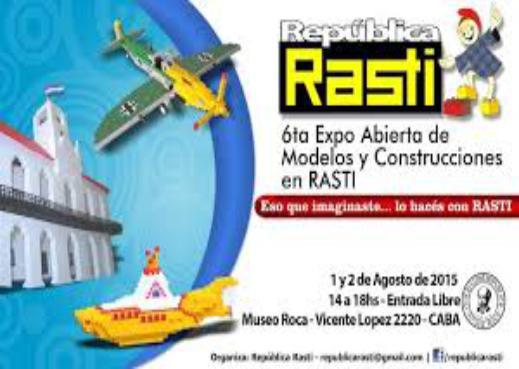 República
Rasti
6ta Expo Abierta de
Modelos y Construcciones
en RASTI
Eso que imaginaste... lo hacés con RASTI
1 y 2 de Agosto de 2015
14 a 18hs - Entrada Libre
Museo Roca - Vicente Lopez 2220 - CABA
Organiza: República Rasti - republicarasti@gmail.com | f/republicarasti